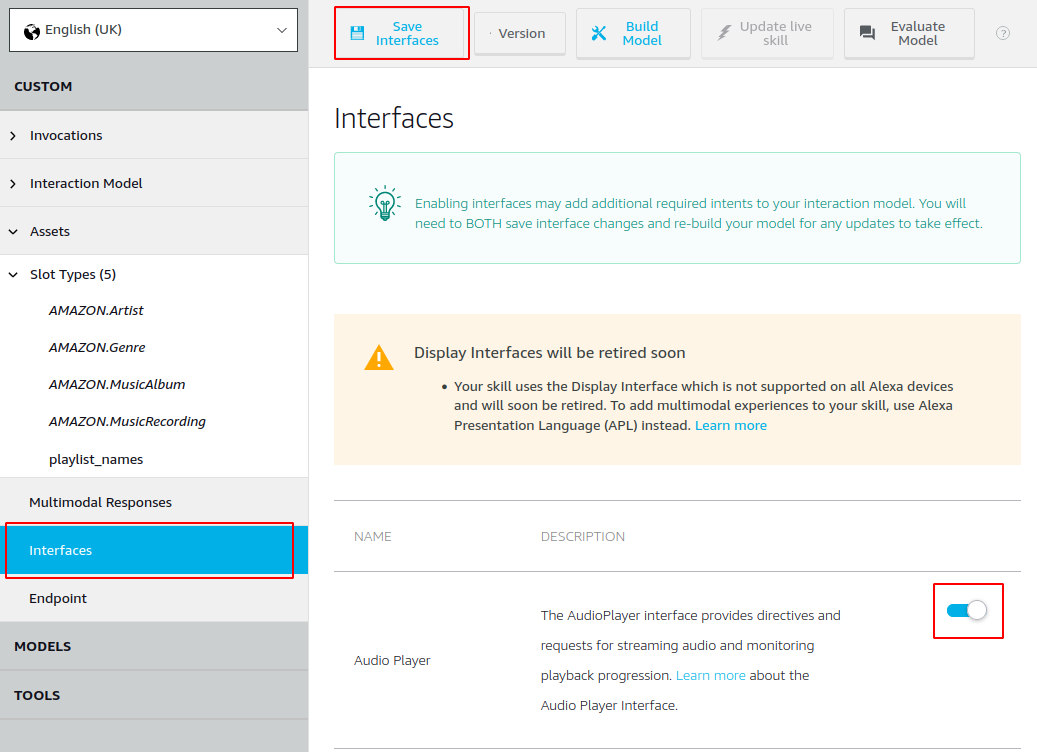 English (UK)
CUSTOM
Invocations
Interaction Model
Assets
Slot Types (5)
AMAZON.Artist
AMAZON.Genre
AMAZON.MusicAlbum
AMAZON.MusicRecording
playlist_names
Multimodal Responses
Interfaces
Endpoint
MODELS
TOOLS
Save
Interfaces
Version
Build
Model
Update live
skill
Evaluate
Model
?
Interfaces
Enabling interfaces may add additional required intents to your interaction model. You will
need to BOTH save interface changes and re-build your model for any updates to take effect.
Display Interfaces will be retired soon
• Your skill uses the Display Interface which is not supported on all Alexa devices
and will soon be retired. To add multimodal experiences to your skill, use Alexa
Presentation Language (APL) instead. Learn more
NAME DESCRIPTION
Audio Player
The AudioPlayer interface provides directives and
requests for streaming audio and monitoring
playback progression. Learn more about the
Audio Player Interface.